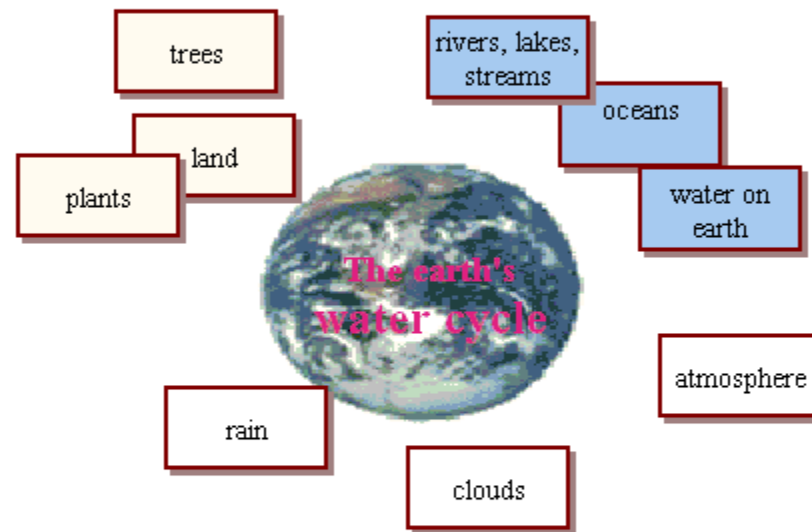 trees
rivers, lakes,
streams
oceans
land
plants
water on
earth
The earth's
water cycle
atmosphere
rain
clouds